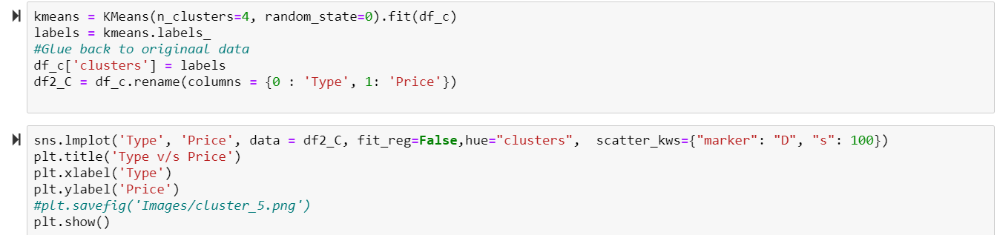 kmeans = KMeans(n_clusters=4, random_state=0).fit(df_c)
labels = kmeans.labels_
#Glue back to originaal data
df_c['clusters'] = labels
df2_C = df_c.rename(columns = {0 : 'Type', 1: 'Price'})
sns.lmplot('Type', 'Price', data = df2_C, fit_reg=False,hue="clusters",  scatter_kws={"marker": "D", "s": 100})
plt.title('Type v/s Price')
plt.xlabel('Type')
plt.ylabel('Price')
#plt.savefig('Images/cluster_5.png')
plt.show()